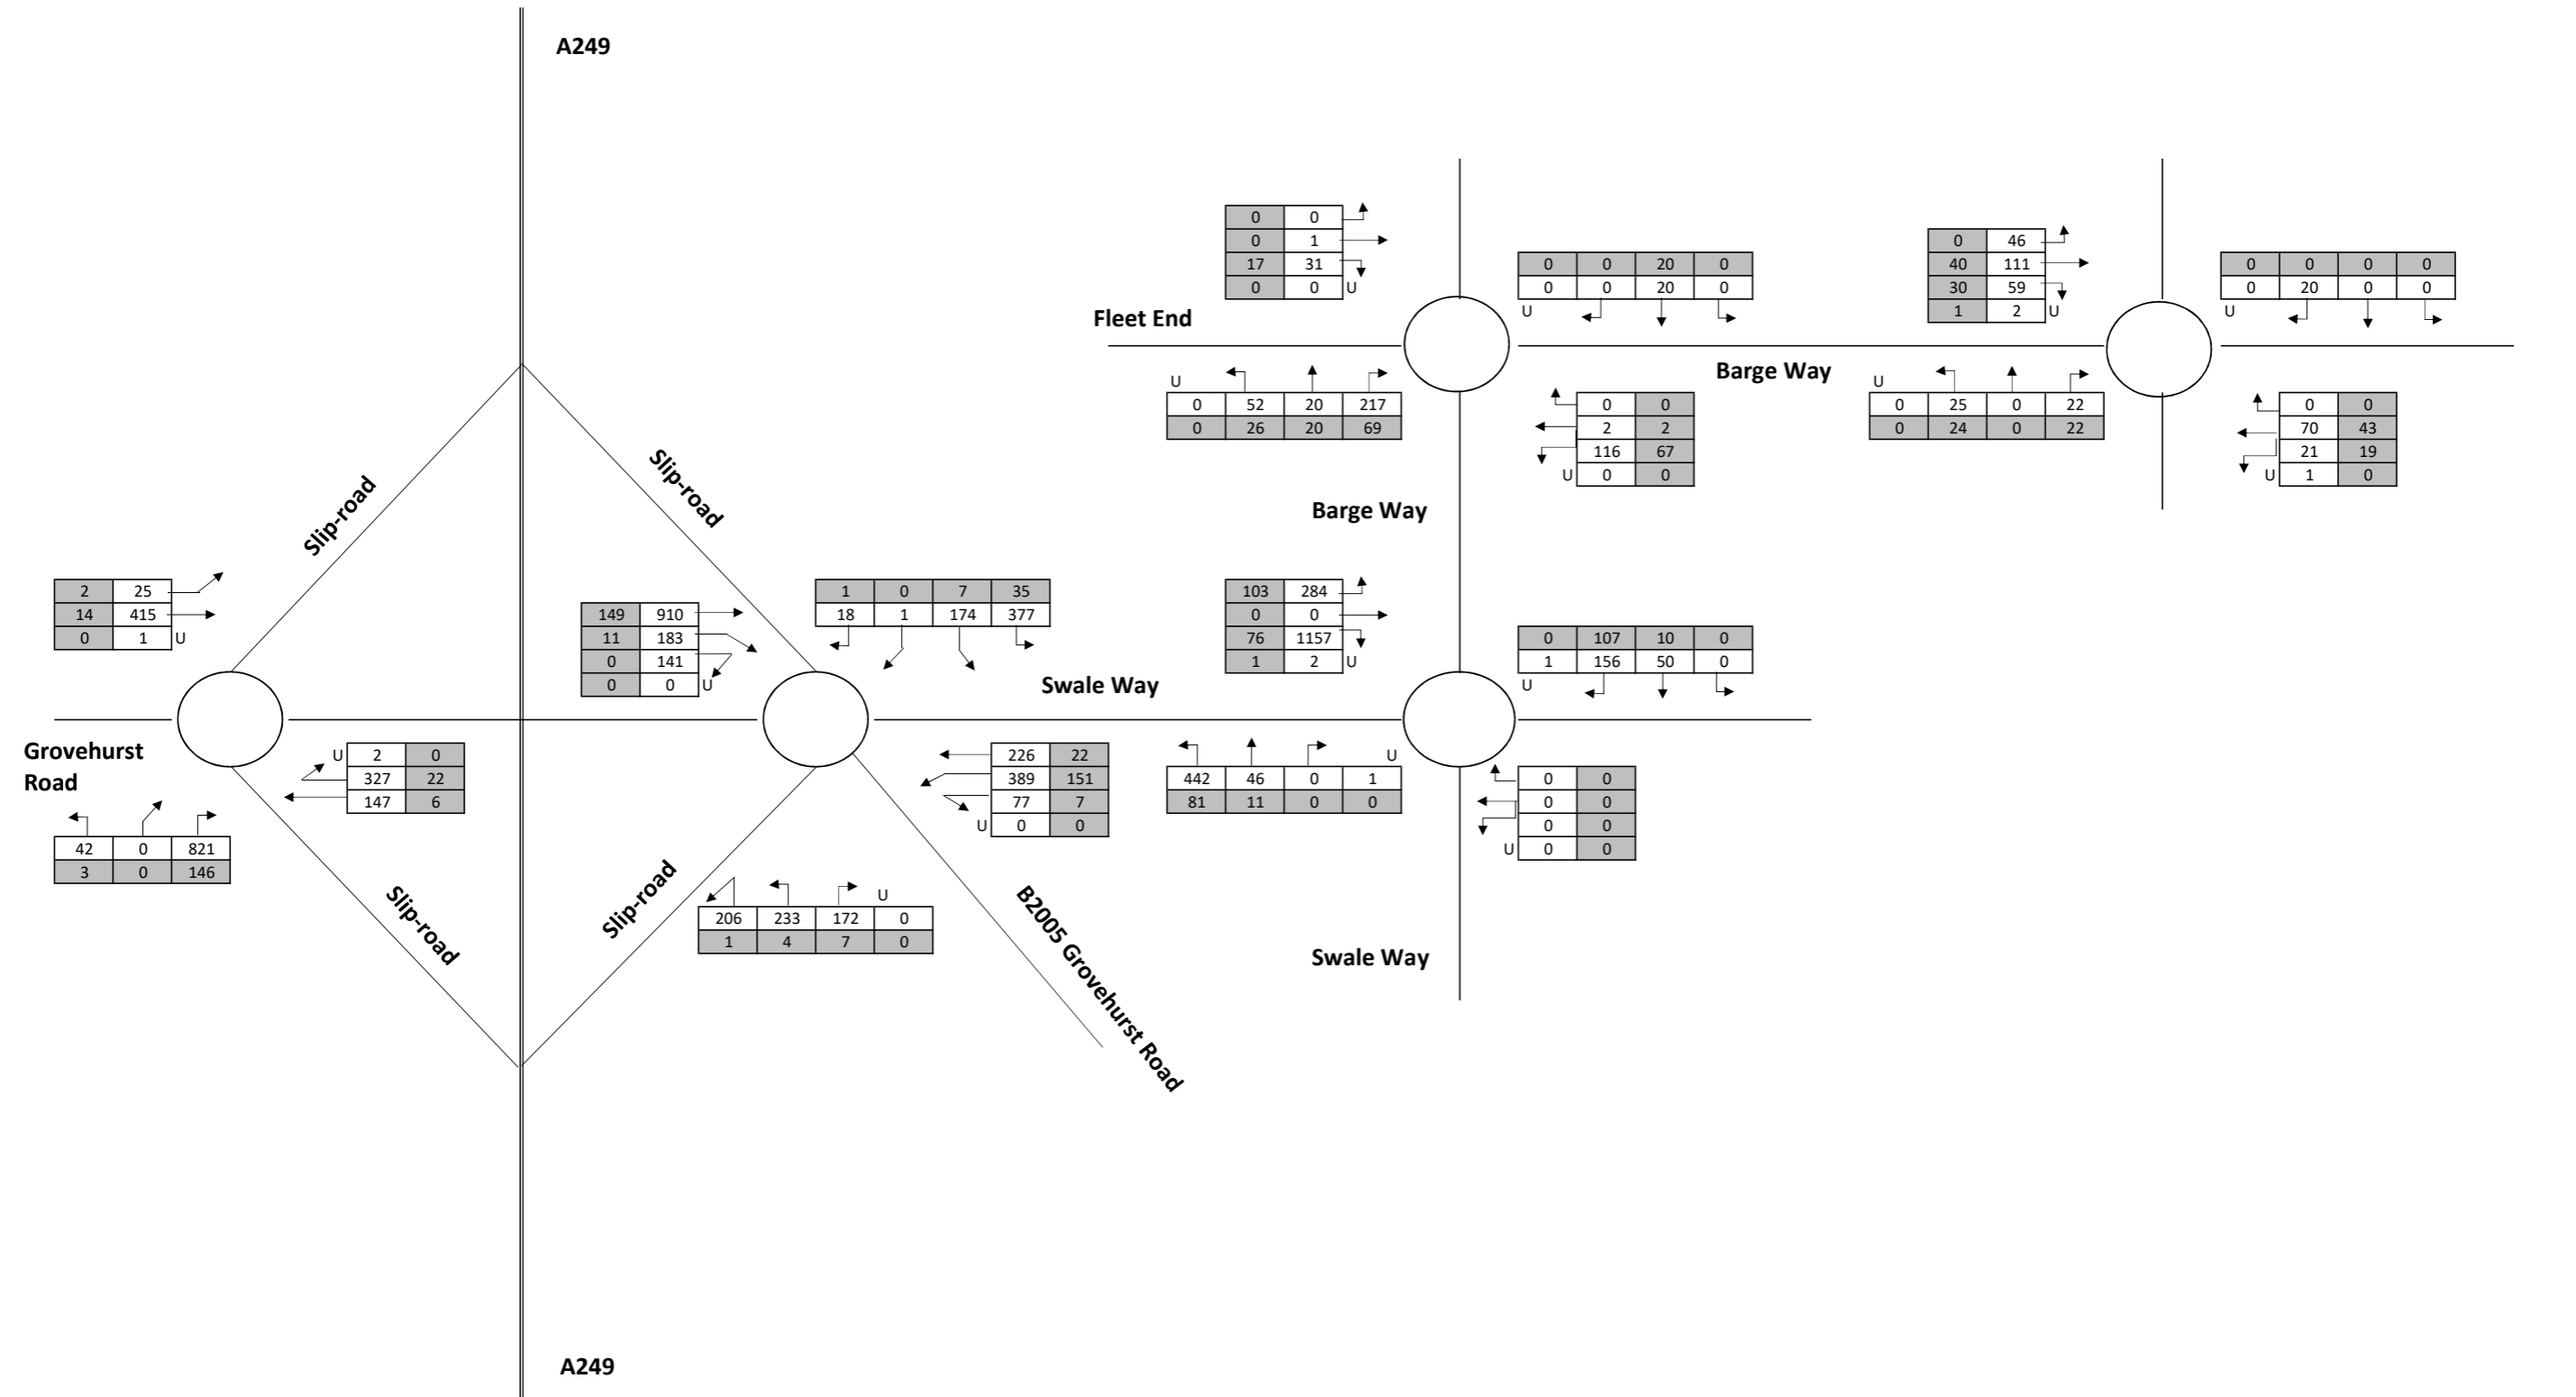 A249
0 0
0 1
17 31
0 0 U
0 0 20 0
0 0 20 0
U
0 46
40 111
30 59
1 2 U
0 0 0 0
0 20 0 0
U
Fleet End
Barge Way
U
0 52 20 217
0 26 20 69
0 0
2 2
116 67
U 0 0
U
0 25 0 22
0 24 0 22
0 0
70 43
21 19
U 1 0
Slip-road
Slip-road
Barge Way
2 25
14 415
0 1 U
149 910
11 183
0 141
0 0 U
1 0 7 35
18 1 174 377
Swale Way
103 284
0 0
76 1157
1 2 U
0 107 10 0
1 156 50 0
U
Grovehurst
Road
U 2 0
327 22
147 6
42 0 821
3 0 146
226 22
389 151
77 7
U 0 0
U
442 46 0 1
81 11 0 0
0 0
0 0
0 0
U 0 0
Slip-road
Slip-road
U
206 233 172 0
1 4 7 0
B2005 Grovehurst Road
Swale Way
A249